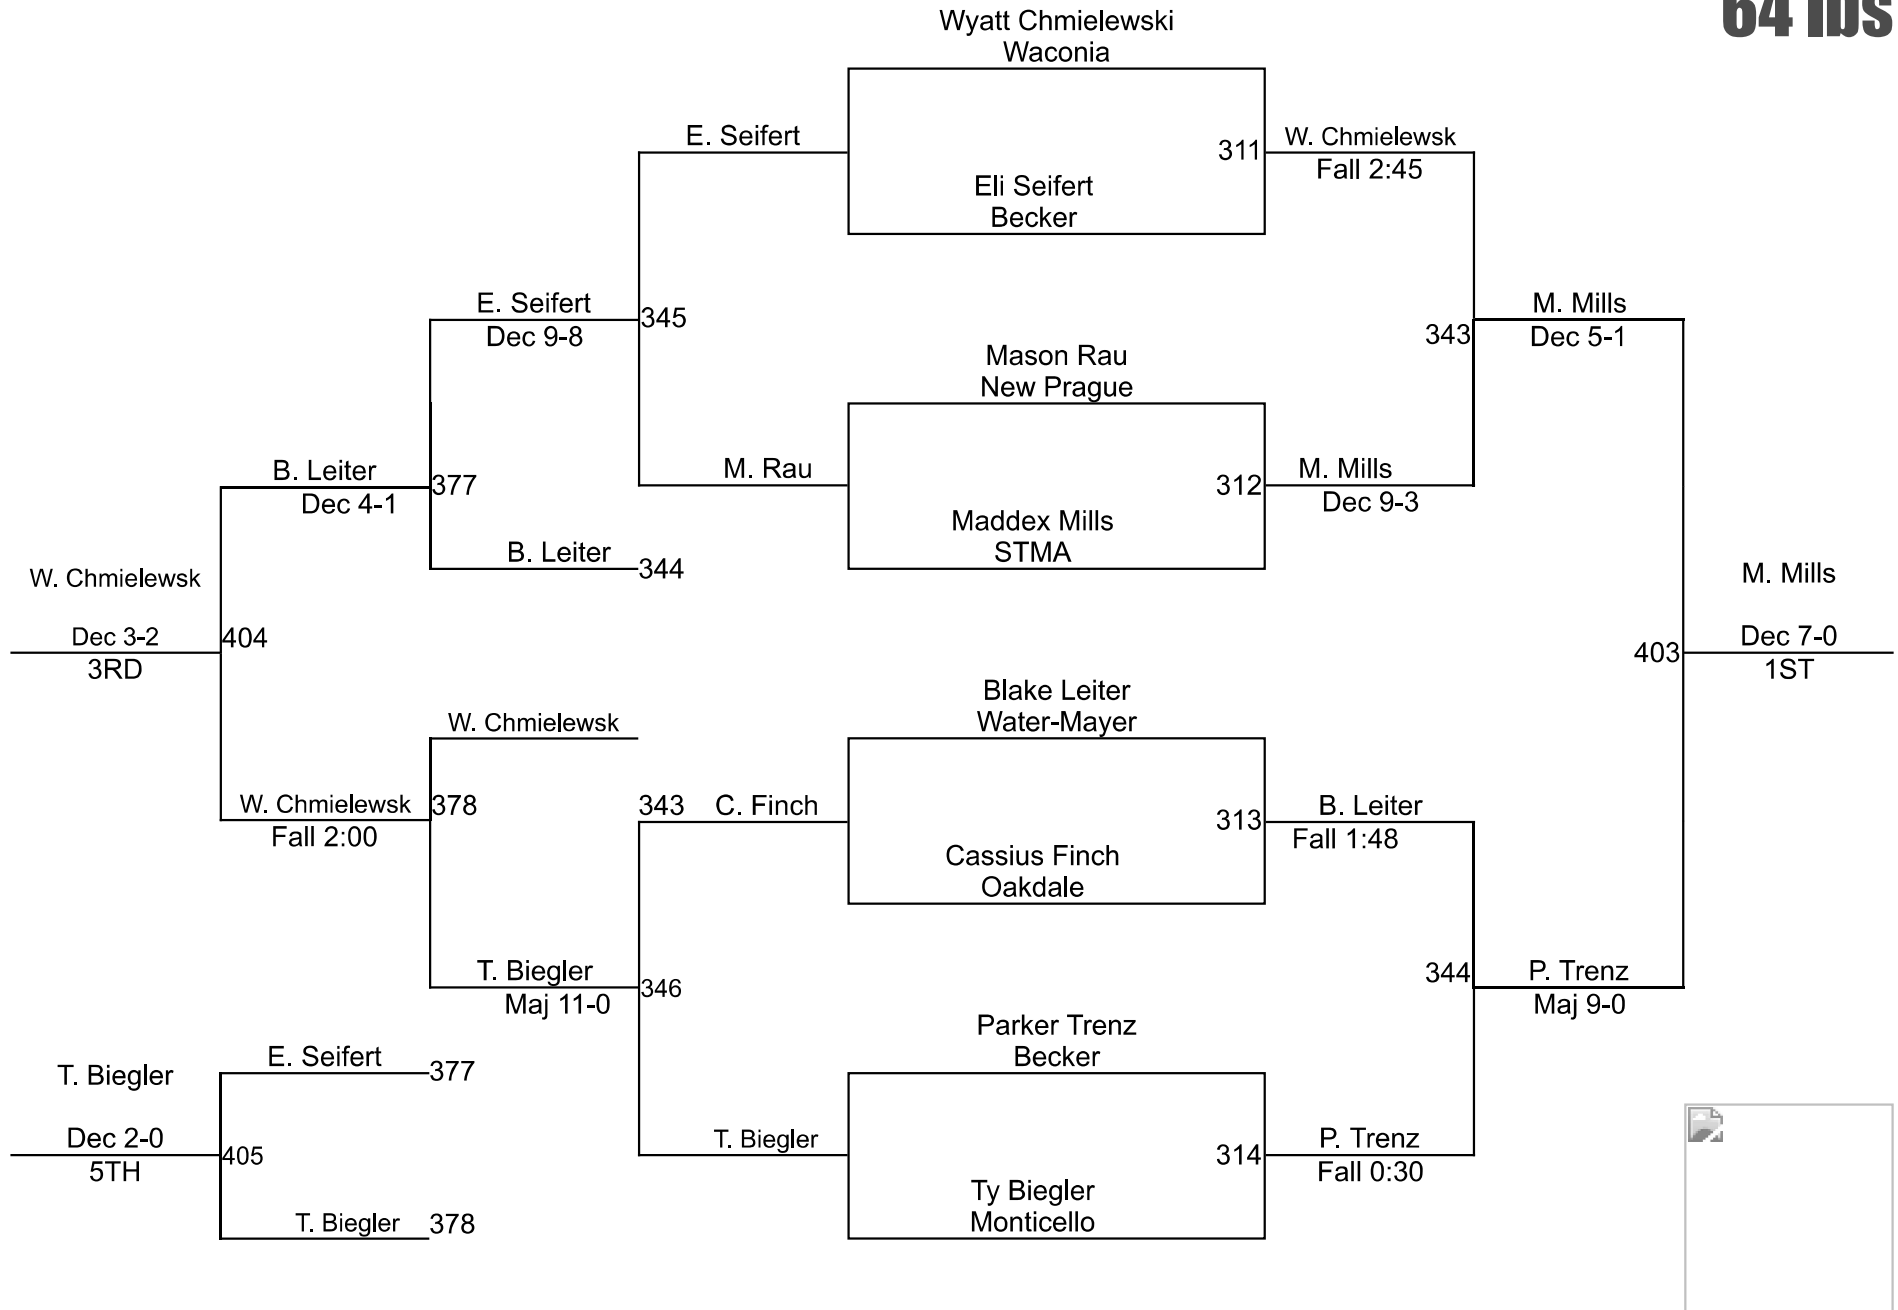 64 lbs
Wyatt Chmielewski
Waconia
E. Seifert
311
W. Chmielewsk
Fall 2:45
Eli Seifert
Becker
E. Seifert
Dec 9-8
345
M. Mills
Dec 5-1
343
Mason Rau
New Prague
B. Leiter
Dec 4-1
377
M. Rau
312
M. Mills
Dec 9-3
Maddex Mills
STMA
B. Leiter
344
W. Chmielewsk
Dec 3-2
3RD
404
M. Mills
403
Dec 7-0
1ST
Blake Leiter
Water-Mayer
W. Chmielewsk
W. Chmielewsk
Fall 2:00
378
343
C. Finch
313
B. Leiter
Fall 1:48
Cassius Finch
Oakdale
T. Biegler
Maj 11-0
346
344
P. Trenz
Maj 9-0
Parker Trenz
Becker
E. Seifert
377
T. Biegler
Dec 2-0
5TH
405
T. Biegler
314
P. Trenz
Fall 0:30
Ty Biegler
Monticello
T. Biegler
378